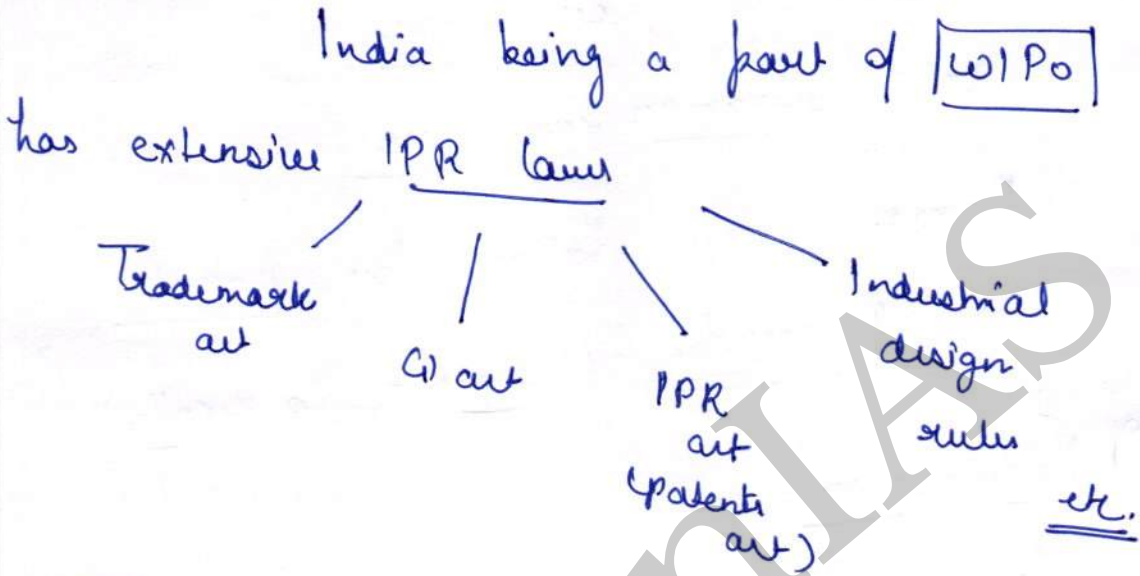 India being a part of WIPO
has extensive IPR laws
Trademark
act
GI act
IPR
act
(patents
act)
Industrial
design
rules
etc.
nIAS